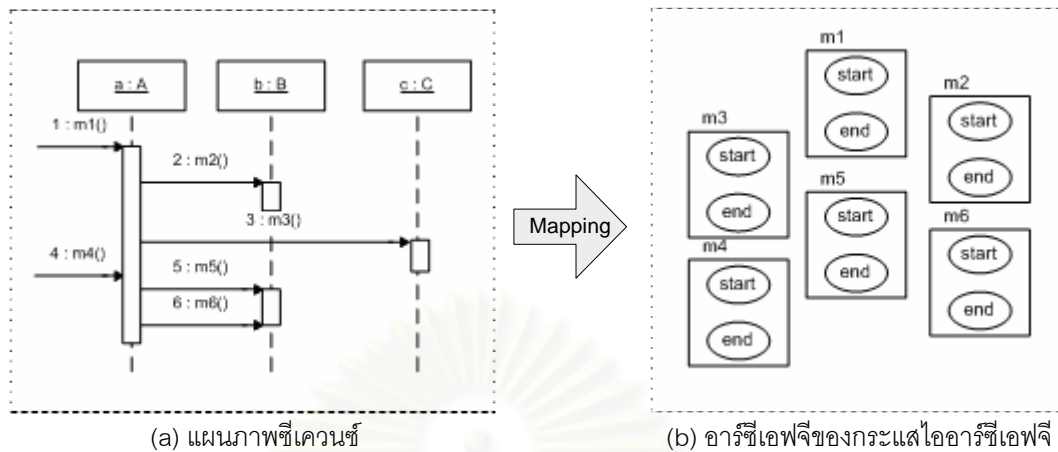 a : A
b : B
c : C
1 : m1()
2 : m2()
3 : m3()
4 : m4()
5 : m5()
6 : m6()
(a) แผนภาพซีเควนซ์
Mapping
m1
start
end
m2
start
end
m3
start
end
m5
start
end
m6
start
end
m4
start
end
(b) อาร์ซีเอฟจีของกระแสไออาร์ซีเอฟจี